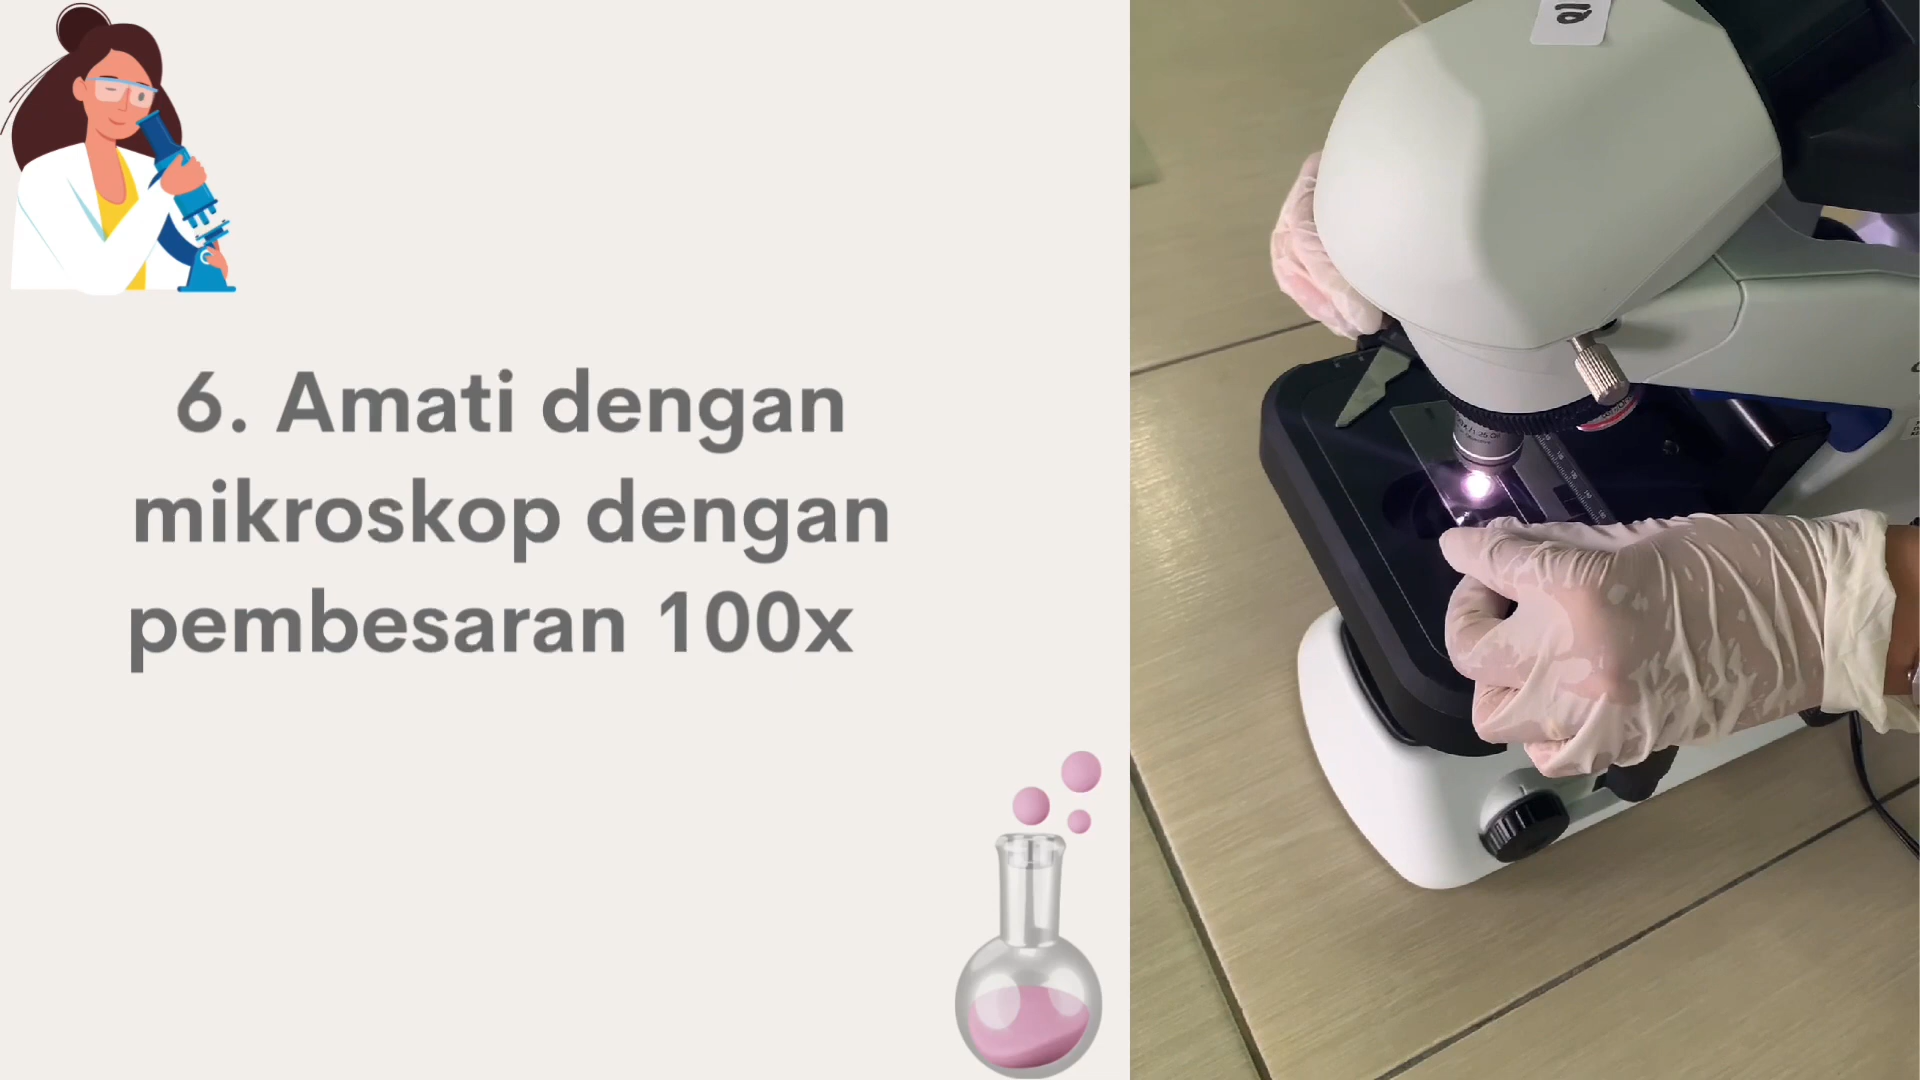 6. Amati dengan
mikroskop dengan
pembesaran 100x